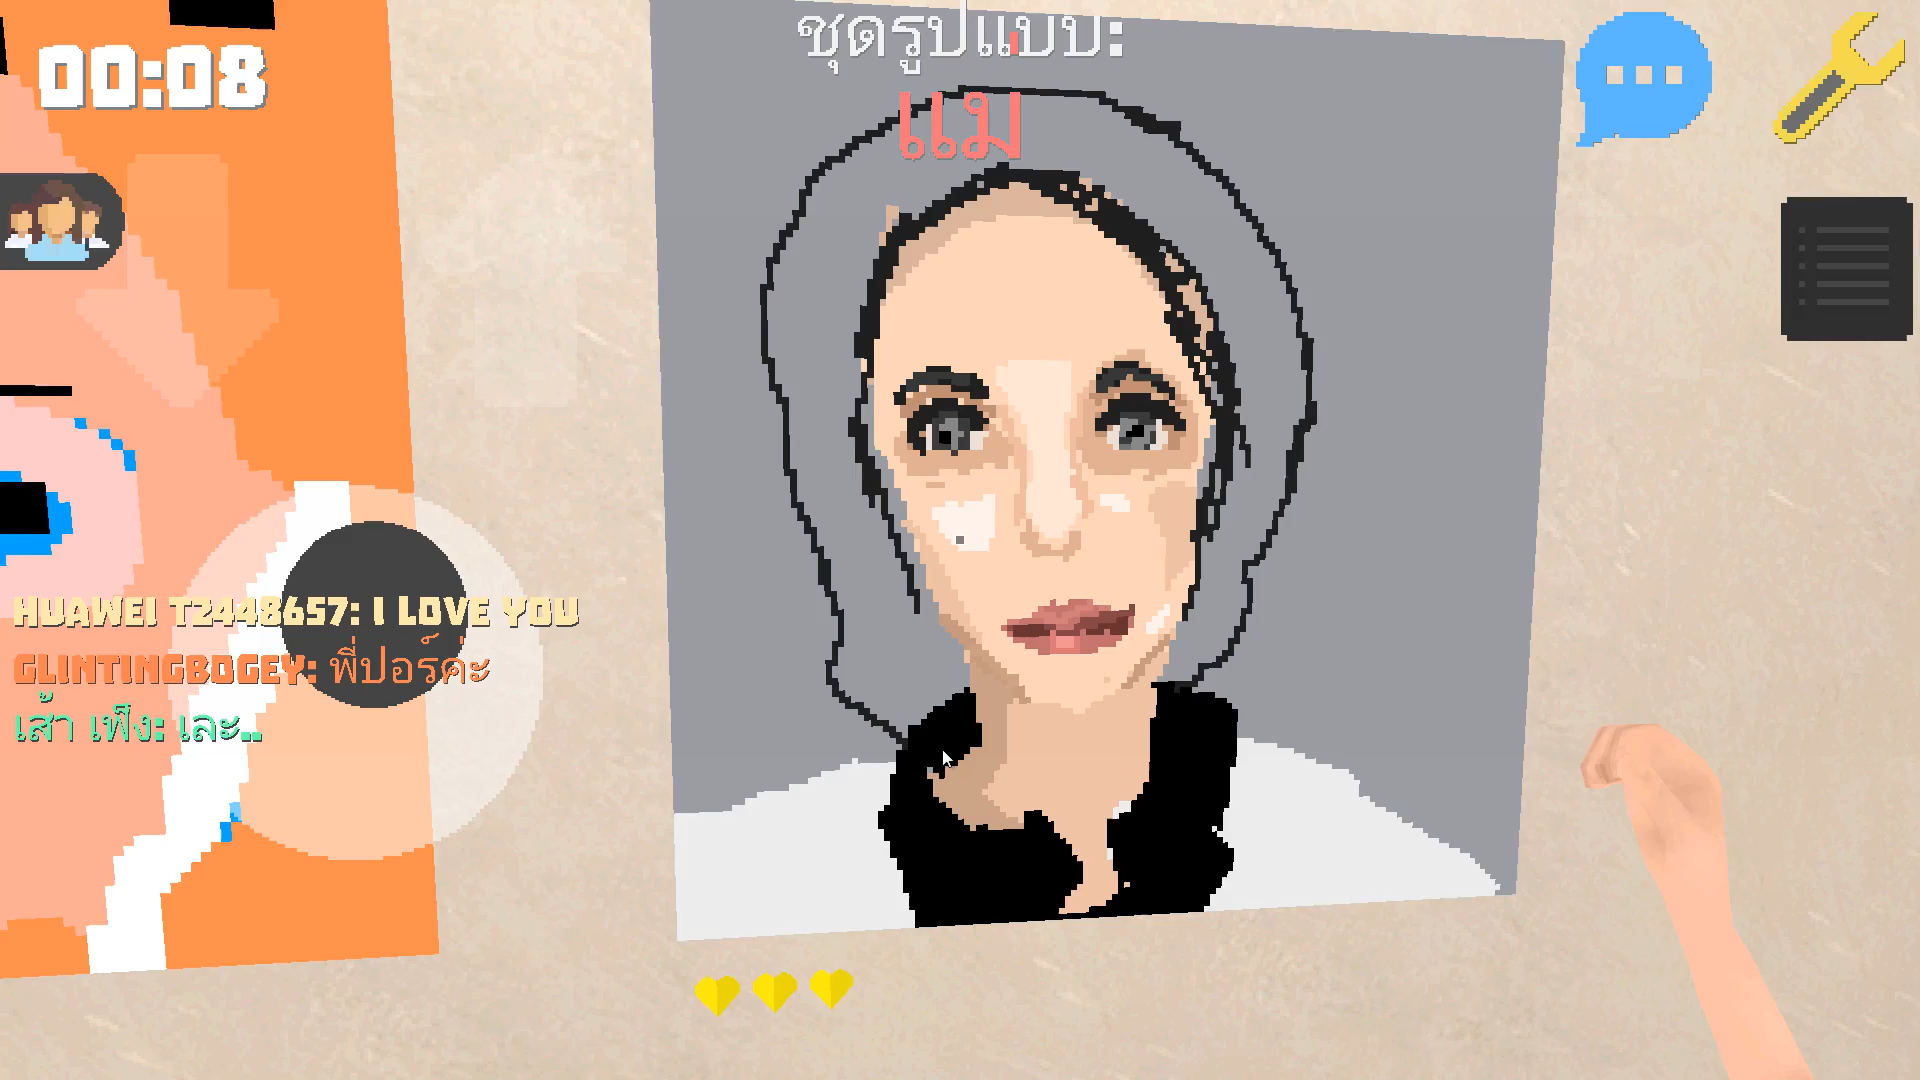 00:08
ชุดรูปแบบ:
แม่
HUAWEI T2448657: I LOVE YOU
GLINTINGBOGEY: พี่ปอร์ค่ะ
เส้า เพ็ง: เละ..